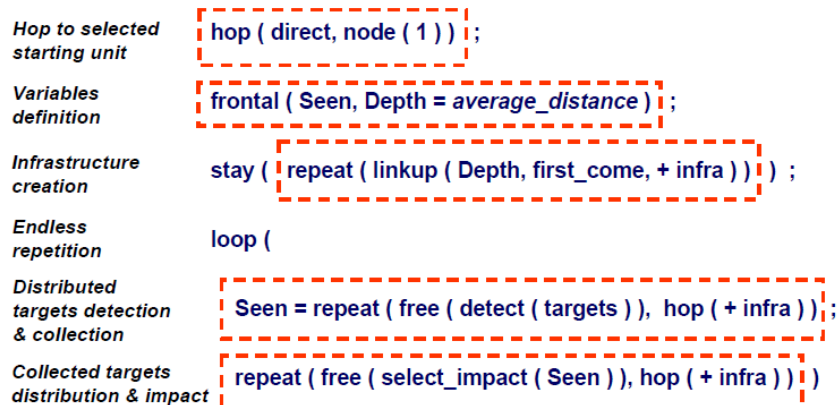 Hop to selected
starting unit
hop ( direct, node ( 1 ) ) ;
Variables
definition
frontal ( Seen, Depth = average_distance ) ;
Infrastructure
creation
stay ( repeat ( linkup ( Depth, first_come, + infra ) ) ) ;
Endless
repetition
loop (
Distributed
targets detection
& collection
Seen = repeat ( free ( detect ( targets ) ), hop ( + infra ) ) ;
Collected targets
distribution & impact
repeat ( free ( select_impact ( Seen ) ), hop ( + infra ) ) )